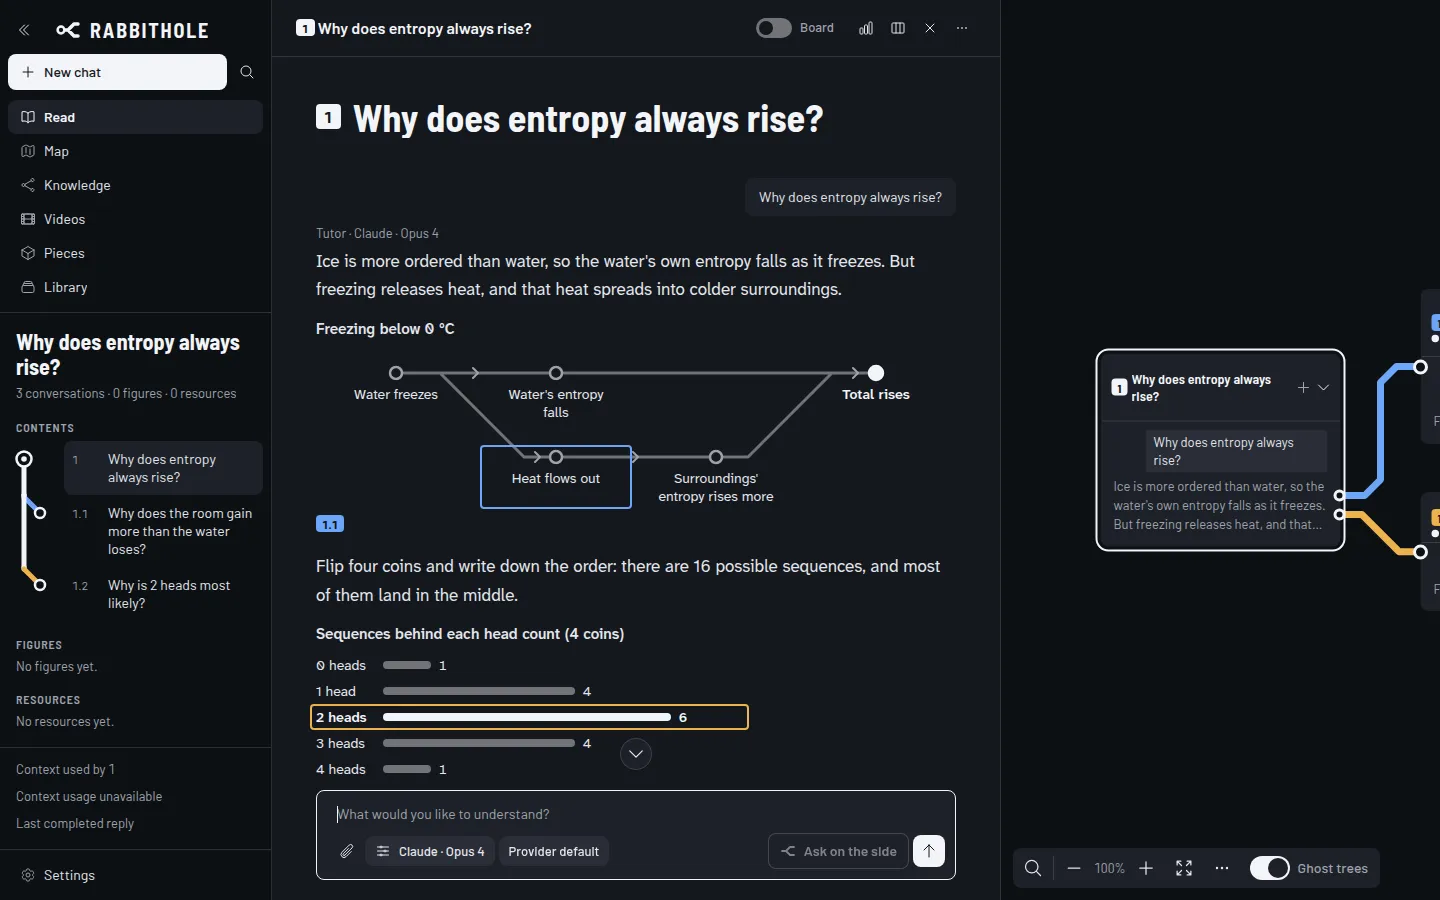 RABBITHOLE
New chat
Read
Map
Knowledge
Videos
Pieces
Library
Why does entropy always
rise?
3 conversations · 0 figures · 0 resources
CONTENTS
1 Why does entropy
always rise?
1.1 Why does the room gain
more than the water
loses?
1.2 Why is 2 heads most
likely?
FIGURES
No figures yet.
RESOURCES
No resources yet.
Context used by 1
Context usage unavailable
Last completed reply
Settings
1 Why does entropy always rise?
Board
1 Why does entropy always rise?
Why does entropy always rise?
Tutor · Claude · Opus 4
Ice is more ordered than water, so the water's own entropy falls as it freezes. But
freezing releases heat, and that heat spreads into colder surroundings.
Freezing below 0 °C
Water freezes
Water's entropy
falls
Total rises
Heat flows out
Surroundings'
entropy rises more
1.1
Flip four coins and write down the order: there are 16 possible sequences, and most
of them land in the middle.
Sequences behind each head count (4 coins)
0 heads 1
1 head 4
2 heads 6
3 heads 4
4 heads 1
What would you like to understand?
Claude · Opus 4
Provider default
Ask on the side
1 Why does entropy always
rise?
Why does entropy always
rise?
Ice is more ordered than water, so the
water's own entropy falls as it freezes.
But freezing releases heat, and that...
100%
Ghost trees